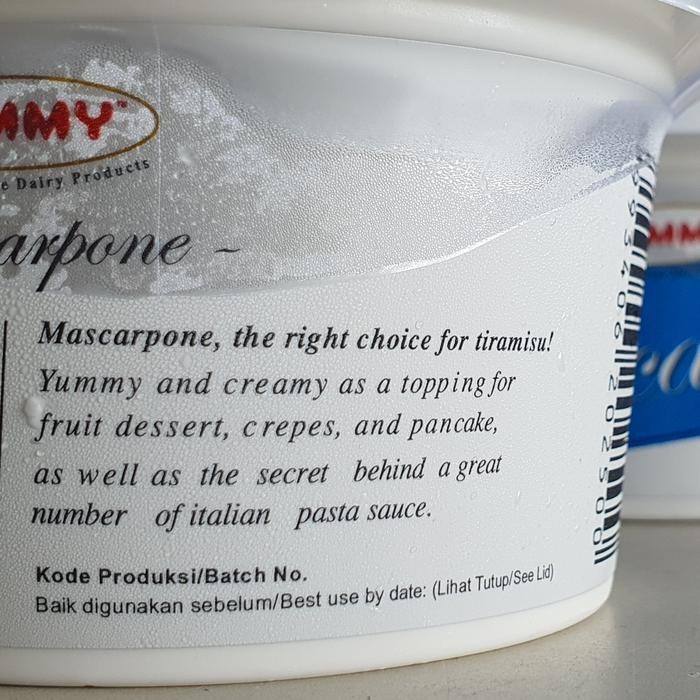 MMY™
Dairy Products
arpone ~
Mascarpone, the right choice for tiramisu!
Yummy and creamy as a topping for
fruit dessert, crepes, and pancake,
as well as the secret behind a great
number of italian pasta sauce.
Kode Produksi/Batch No.
Baik digunakan sebelum/Best use by date: (Lihat Tutup/See Lid)
MM